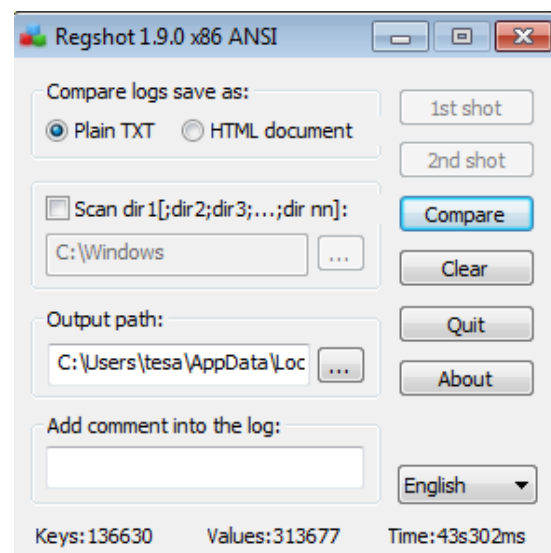 Regshot 1.9.0 x86 ANSI
Compare logs save as:
Plain TXT HTML document
1st shot
2nd shot
Scan dir1[;dir2;dir3;...;dir nn]:
C:\Windows ...
Compare
Clear
Output path:
C:\Users\tesa\AppData\Loc ...
Quit
About
Add comment into the log:
English
Keys:136630 Values:313677 Time:43s302ms